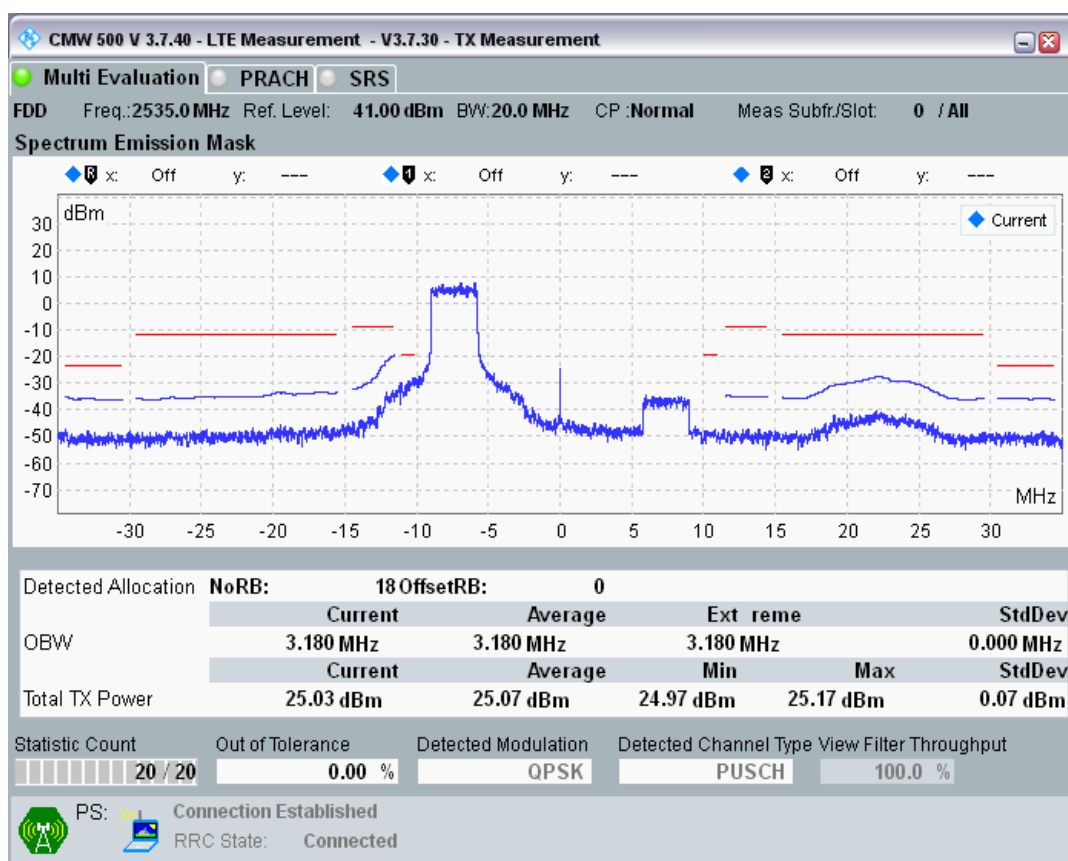 CMW 500 V 3.7.40 - LTE Measurement - V3.7.30 - TX Measurement
Multi Evaluation PRACH SRS
FDD Freq.:2535.0 MHz Ref. Level: 41.00 dBm BW:20.0 MHz CP :Normal Meas Subfr./Slot: 0 / All
Spectrum Emission Mask
R x: Off y: --- 1 x: Off y: --- 2 x: Off y: ---
dBm
Current
30
20
10
0
-10
-20
-30
-40
-50
-60
-70
MHz
-30 -25 -20 -15 -10 -5 0 5 10 15 20 25 30
Detected Allocation NoRB: 18 OffsetRB: 0
Current Average Ext reme StdDev
OBW 3.180 MHz 3.180 MHz 3.180 MHz 0.000 MHz
Current Average Min Max StdDev
Total TX Power 25.03 dBm 25.07 dBm 24.97 dBm 25.17 dBm 0.07 dBm
Statistic Count Out of Tolerance Detected Modulation Detected Channel Type View Filter Throughput
20 / 20 0.00 % QPSK PUSCH 100.0 %
PS: Connection Established
RRC State: Connected